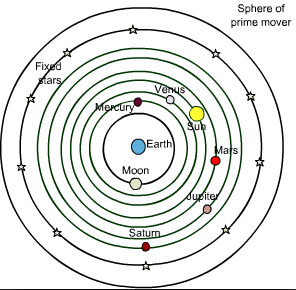 Sphere of
prime mover
Fixed
stars
Venus
Mercury
Sun
Earth
Mars
Moon
Jupiter
Saturn